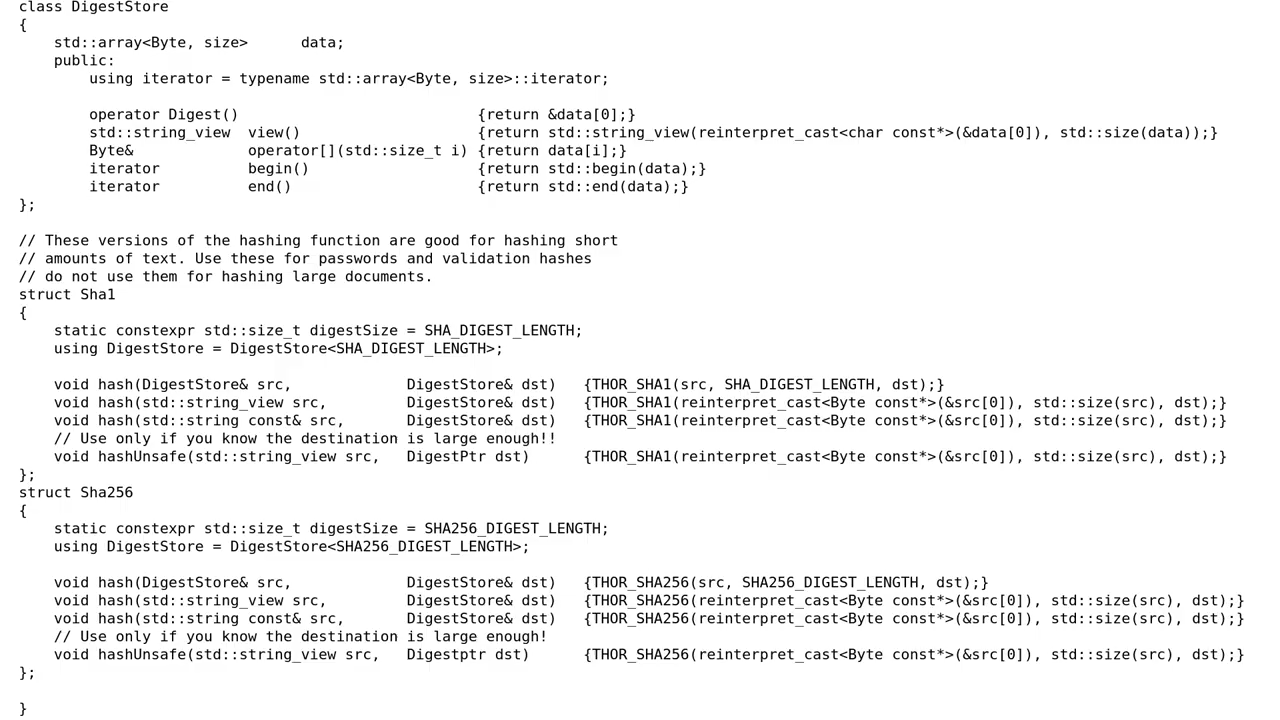 class DigestStore
{
    std::array<Byte, size>      data;
    public:
        using iterator = typename std::array<Byte, size>::iterator;

        operator Digest()                           {return &data[0];}
        std::string_view  view()                    {return std::string_view(reinterpret_cast<char const*>(&data[0]), std::size(data));}
        Byte&             operator[](std::size_t i) {return data[i];}
        iterator          begin()                   {return std::begin(data);}
        iterator          end()                     {return std::end(data);}
};

// These versions of the hashing function are good for hashing short
// amounts of text. Use these for passwords and validation hashes
// do not use them for hashing large documents.
struct Sha1
{
    static constexpr std::size_t digestSize = SHA_DIGEST_LENGTH;
    using DigestStore = DigestStore<SHA_DIGEST_LENGTH>;

    void hash(DigestStore& src,             DigestStore& dst)   {THOR_SHA1(src, SHA_DIGEST_LENGTH, dst);}
    void hash(std::string_view src,         DigestStore& dst)   {THOR_SHA1(reinterpret_cast<Byte const*>(&src[0]), std::size(src), dst);}
    void hash(std::string const& src,       DigestStore& dst)   {THOR_SHA1(reinterpret_cast<Byte const*>(&src[0]), std::size(src), dst);}
    // Use only if you know the destination is large enough!!
    void hashUnsafe(std::string_view src,   DigestPtr dst)      {THOR_SHA1(reinterpret_cast<Byte const*>(&src[0]), std::size(src), dst);}
};
struct Sha256
{
    static constexpr std::size_t digestSize = SHA256_DIGEST_LENGTH;
    using DigestStore = DigestStore<SHA256_DIGEST_LENGTH>;

    void hash(DigestStore& src,             DigestStore& dst)   {THOR_SHA256(src, SHA256_DIGEST_LENGTH, dst);}
    void hash(std::string_view src,         DigestStore& dst)   {THOR_SHA256(reinterpret_cast<Byte const*>(&src[0]), std::size(src), dst);}
    void hash(std::string const& src,       DigestStore& dst)   {THOR_SHA256(reinterpret_cast<Byte const*>(&src[0]), std::size(src), dst);}
    // Use only if you know the destination is large enough!
    void hashUnsafe(std::string_view src,   Digestptr dst)      {THOR_SHA256(reinterpret_cast<Byte const*>(&src[0]), std::size(src), dst);}
};

}